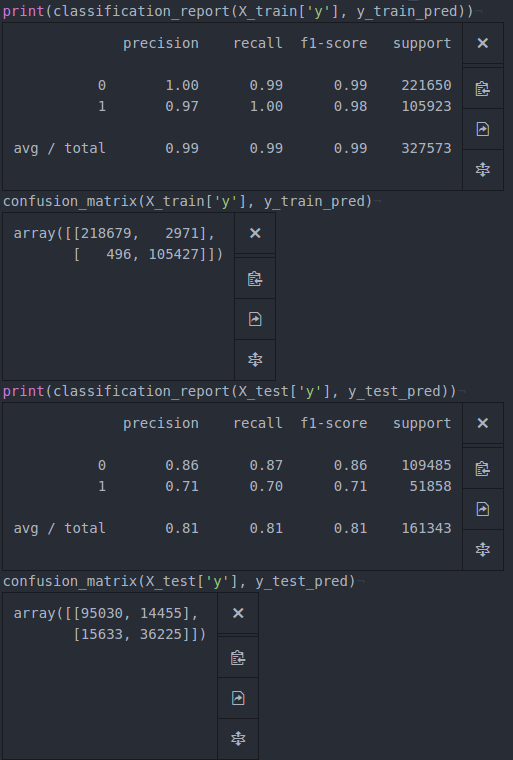 print(classification_report(X_train['y'], y_train_pred))¬
precision recall f1-score support
0 1.00 0.99 0.99 221650
1 0.97 1.00 0.98 105923
avg / total 0.99 0.99 0.99 327573
confusion_matrix(X_train['y'], y_train_pred)¬
array([[218679, 2971],
[ 496, 105427]])
print(classification_report(X_test['y'], y_test_pred))¬
precision recall f1-score support
0 0.86 0.87 0.86 109485
1 0.71 0.70 0.71 51858
avg / total 0.81 0.81 0.81 161343
confusion_matrix(X_test['y'], y_test_pred)¬
array([[95030, 14455],
[15633, 36225]])